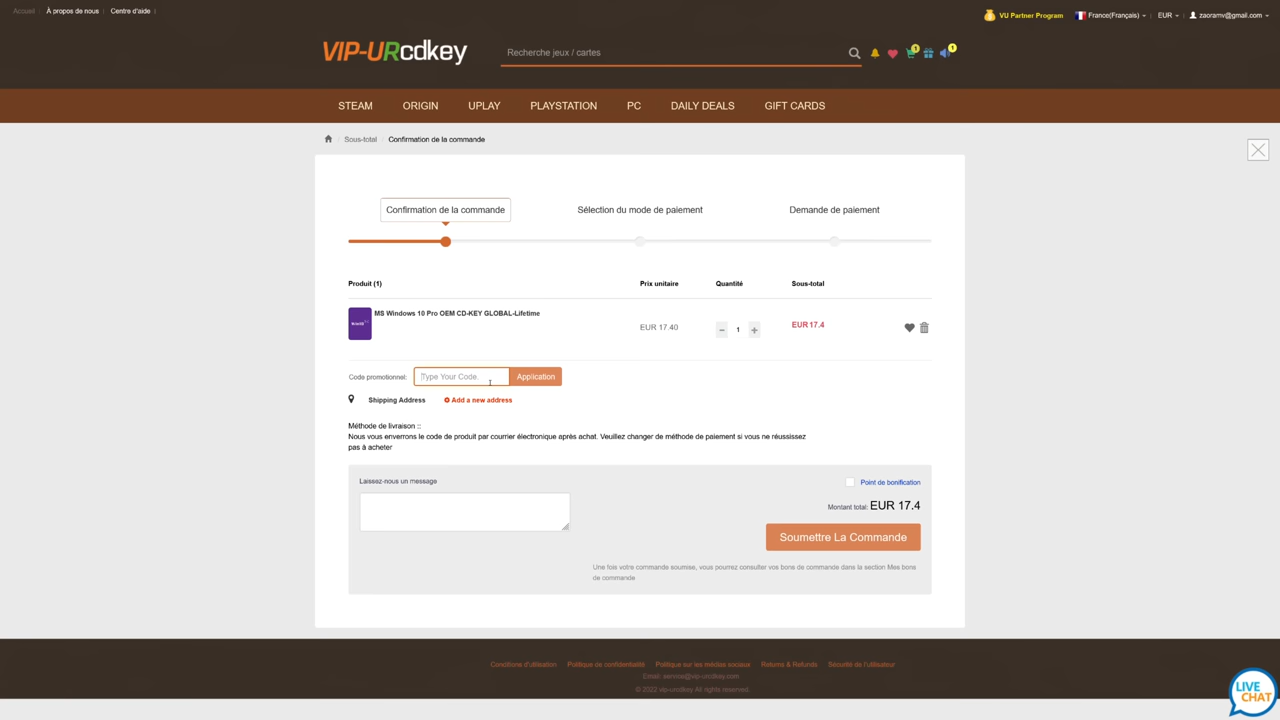 Accueil À propos de nous Centre d'aide
VU Partner Program France(Français) EUR zaoramv@gmail.com
VIP-URcdkey
Recherche jeux / cartes
1
1
STEAM ORIGIN UPLAY PLAYSTATION PC DAILY DEALS GIFT CARDS
Sous-total / Confirmation de la commande
Confirmation de la commande Sélection du mode de paiement Demande de paiement
Produit (1) Prix unitaire Quantité Sous-total
MS Windows 10 Pro OEM CD-KEY GLOBAL-Lifetime
EUR 17.40 − 1 + EUR 17.4
Code promotionnel: Type Your Code. Application
Shipping Address Add a new address
Méthode de livraison ::
Nous vous enverrons le code de produit par courrier électronique après achat. Veuillez changer de méthode de paiement si vous ne réussissez
pas à acheter
Laissez-nous un message
Point de bonification
Montant total: EUR 17.4
Soumettre La Commande
Une fois votre commande soumise, vous pourrez consulter vos bons de commande dans la section Mes bons
de commande
Conditions d'utilisation Politique de confidentialité Politique sur les médias sociaux Returns & Refunds Sécurité de l'utilisateur
Email: service@vip-urcdkey.com
© 2022 vip-urcdkey All rights reserved.
LIVE
CHAT